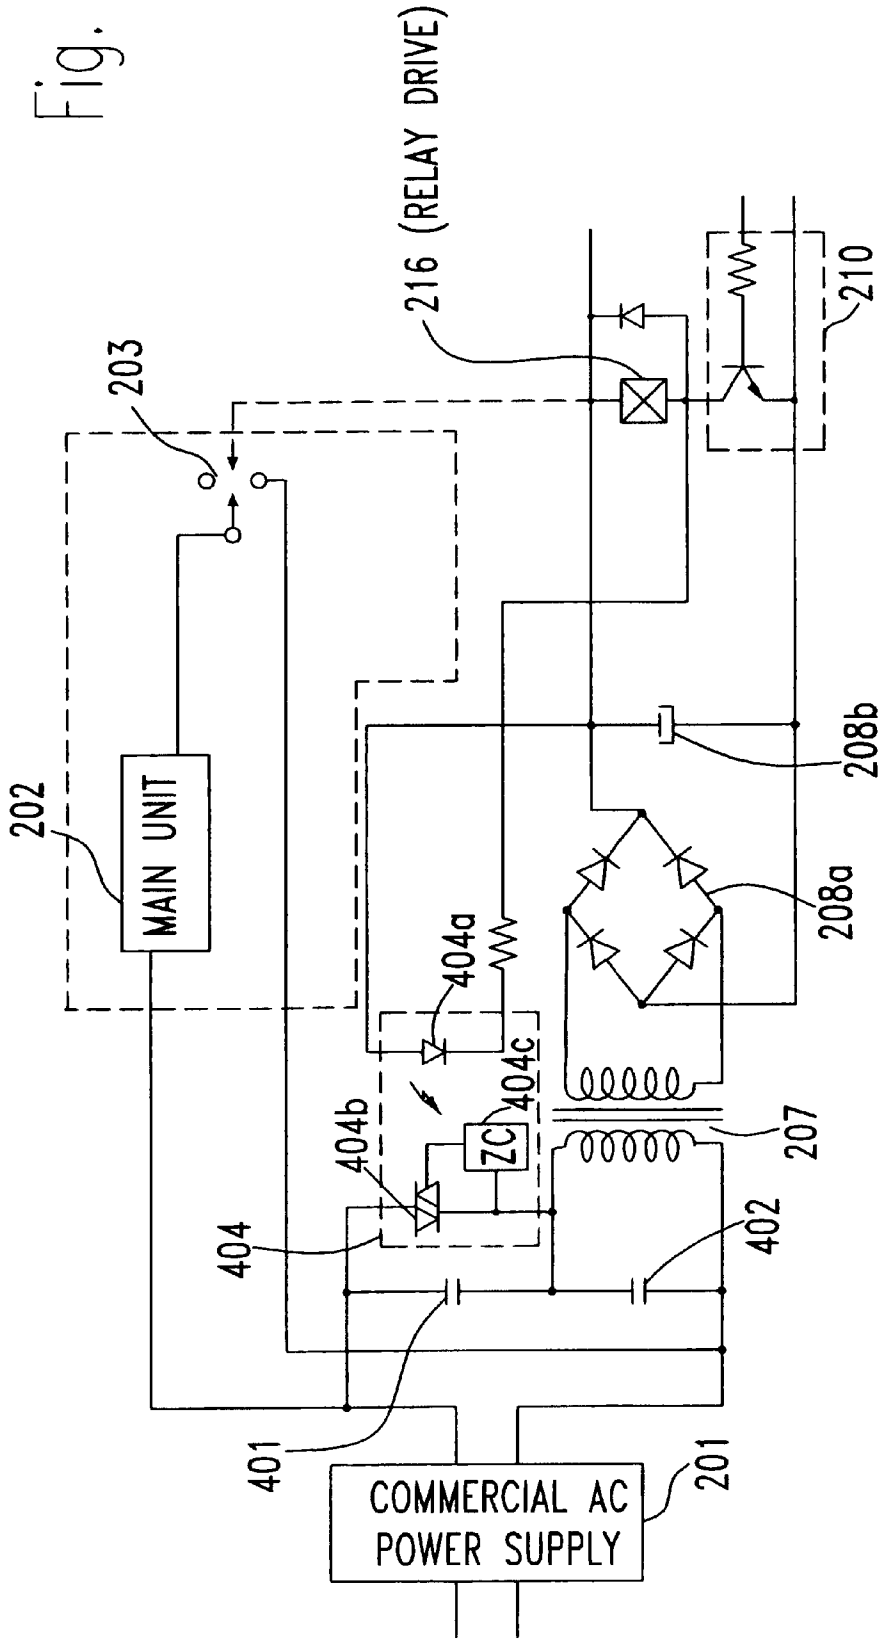 Fig.
216 (RELAY DRIVE)
203
202
MAIN UNIT
210
208b
208a
404a
404c
404b
ZC
404
207
402
401
COMMERCIAL AC
POWER SUPPLY
201